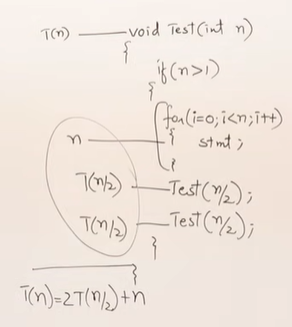 T(n) — void Test(int n)
{
if(n>1)
{
for(i=0;i<n;i++)
n — {
stmt;
}
T(n/2) — Test(n/2);
T(n/2) — Test(n/2);
}
}
T(n)=2T(n/2)+n